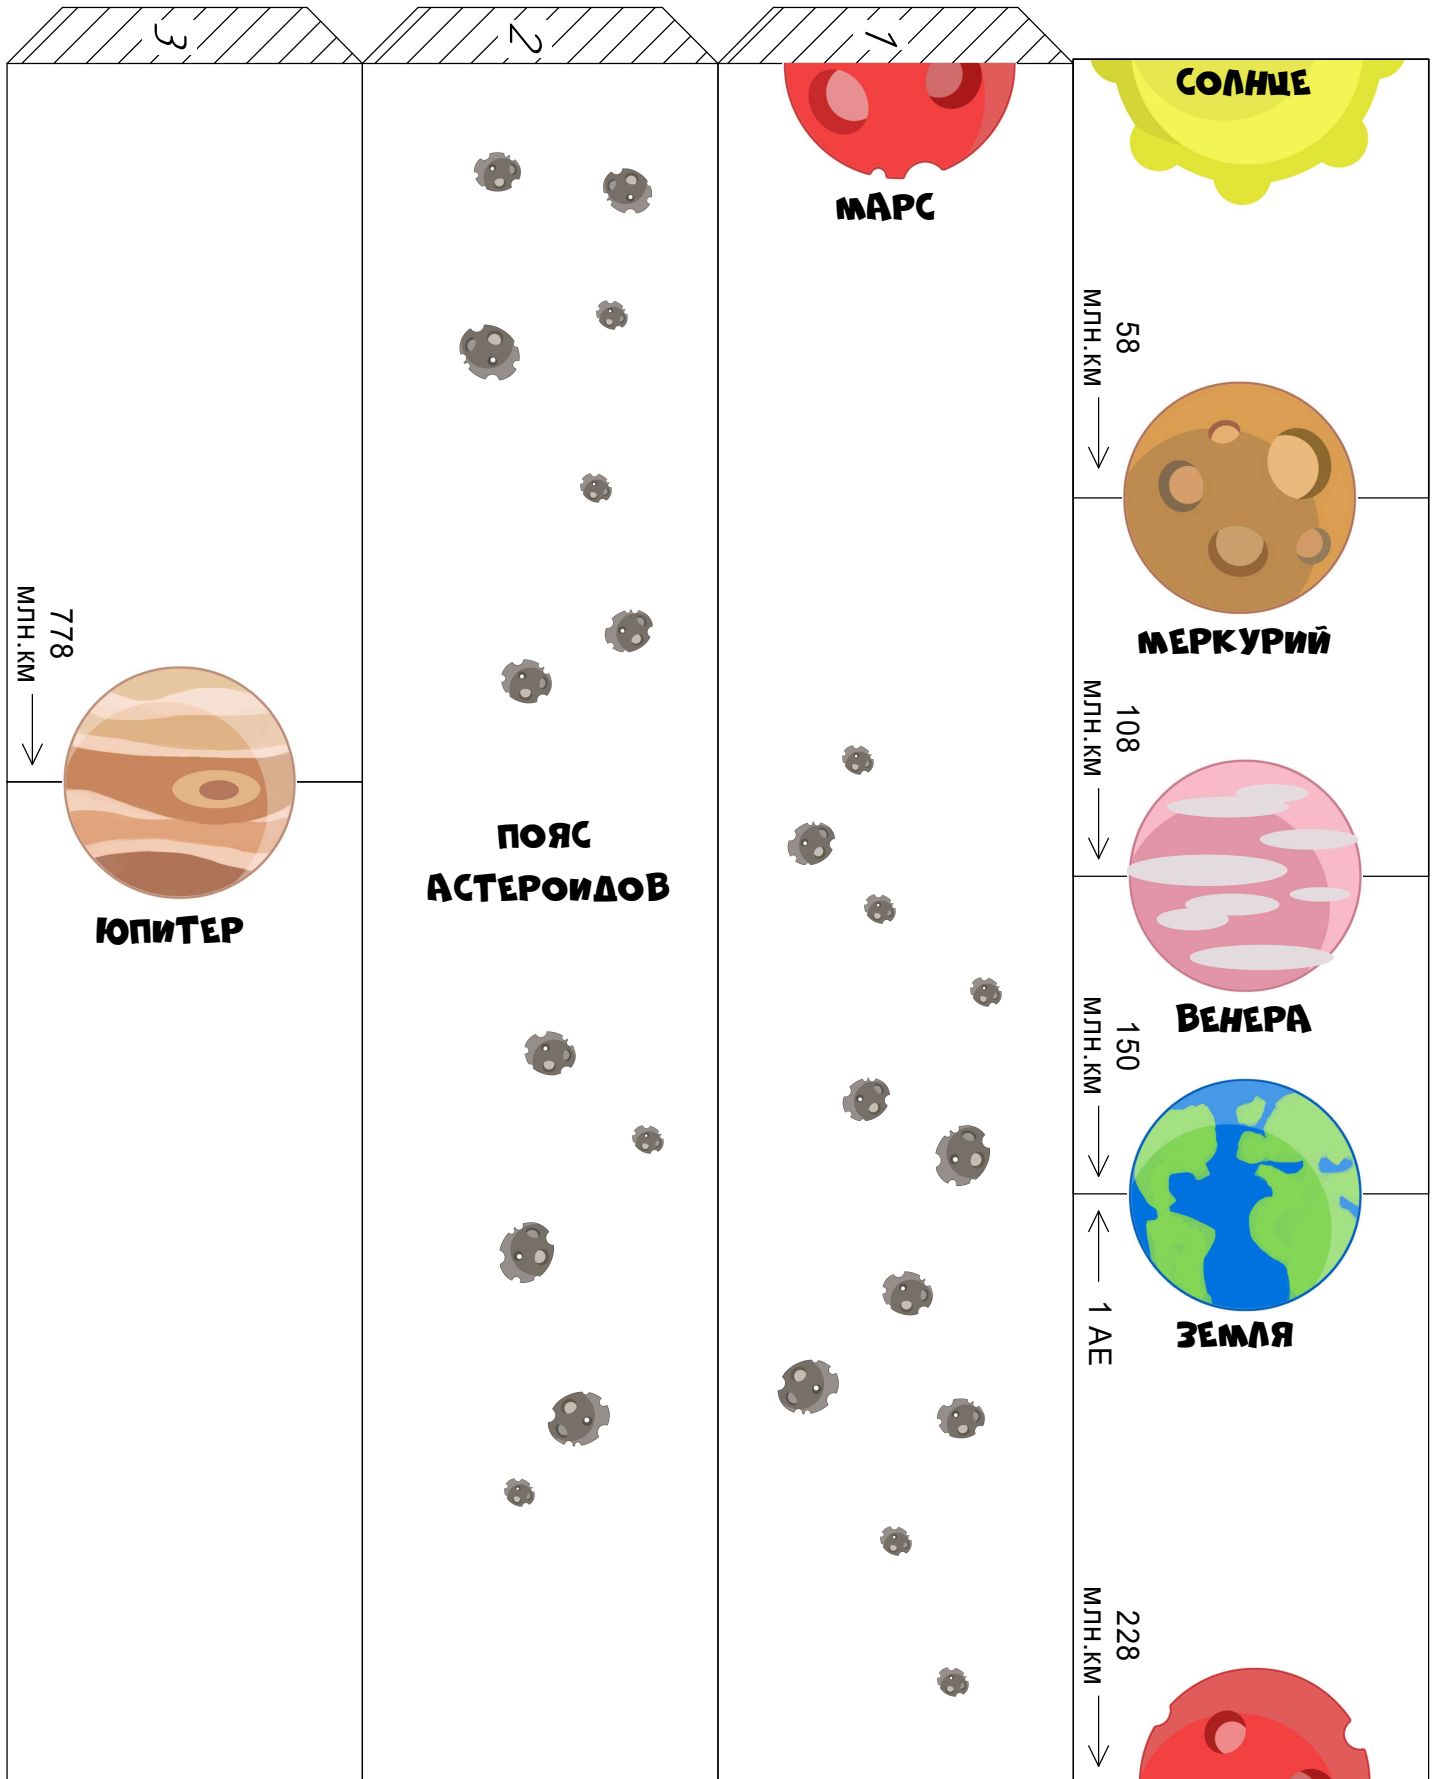 3
2
1
СОЛНЦЕ
МАРС
58
МЛН.КМ
МЕРКУРИЙ
108
МЛН.КМ
778
МЛН.КМ
ПОЯС
АСТЕРОИДОВ
ЮПИТЕР
ВЕНЕРА
150
МЛН.КМ
1 АЕ
ЗЕМЛЯ
228
МЛН.КМ